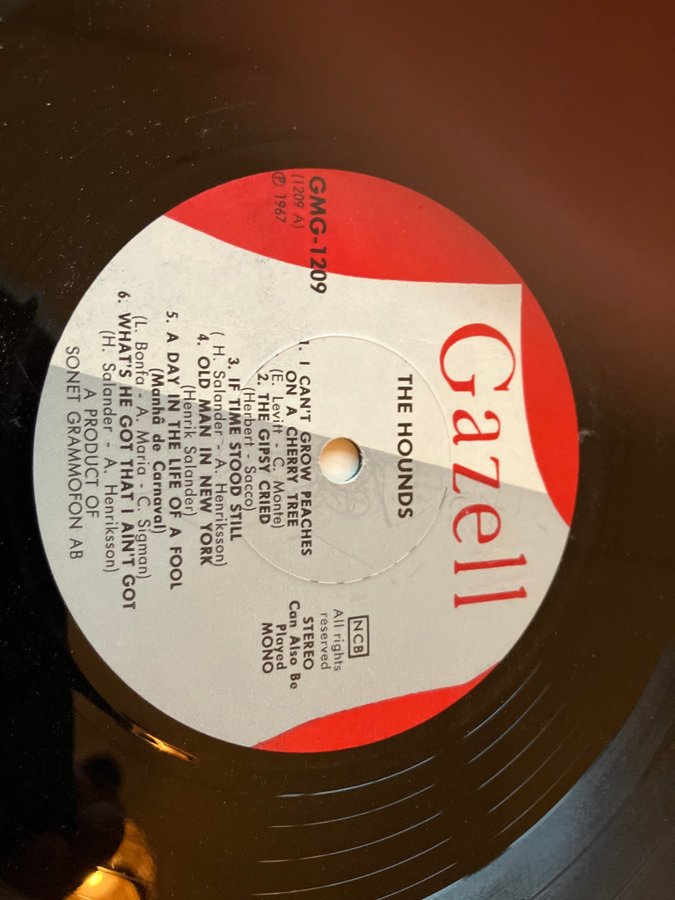 Gazell
GMG-1209
(1209 A)
℗ 1967
THE HOUNDS
NCB
All rights
reserved
STEREO
Can Also Be
Played
MONO
1. I CAN'T GROW PEACHES
ON A CHERRY TREE
(E. Levitt - C. Monte)
2. THE GIPSY CRIED
(Herbert - Sacco)
3. IF TIME STOOD STILL
( H. Salander - A. Henriksson)
4. OLD MAN IN NEW YORK
(Henrik Salander)
5. A DAY IN THE LIFE OF A FOOL
(Manhã de Carnaval)
(L. Bonfa - A. Maria - C. Sigman)
6. WHAT'S HE GOT THAT I AIN'T GOT
(H. Salander - A. Henriksson)
A PRODUCT OF
SONET GRAMMOFON AB